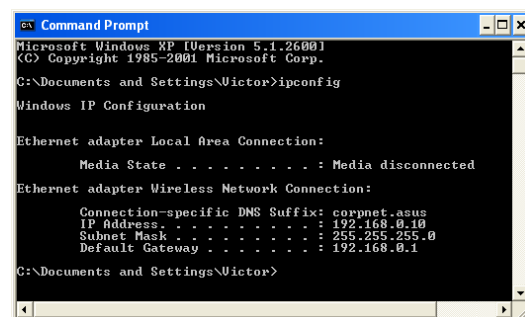 Command Prompt
Microsoft Windows XP [Version 5.1.2600]
(C) Copyright 1985-2001 Microsoft Corp.
C:\Documents and Settings\Victor>ipconfig
Windows IP Configuration
Ethernet adapter Local Area Connection:
Media State . . . . . . . . . . . : Media disconnected
Ethernet adapter Wireless Network Connection:
Connection-specific DNS Suffix: corpnet.asus
IP Address. . . . . . . . . . . . : 192.168.0.10
Subnet Mask . . . . . . . . . . . : 255.255.255.0
Default Gateway . . . . . . . . . : 192.168.0.1
C:\Documents and Settings\Victor>